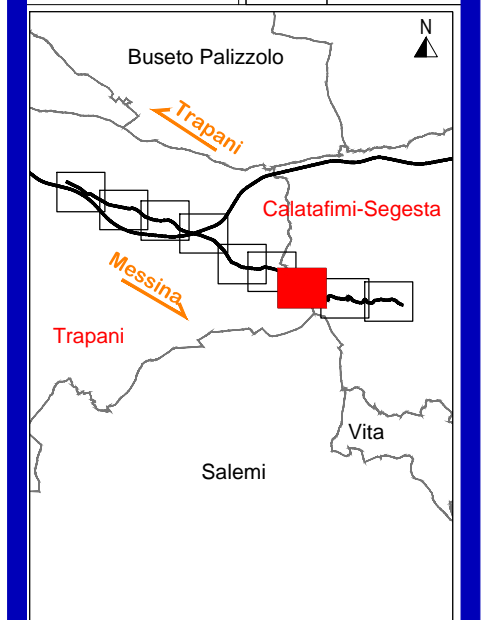 N
Buseto Palizzolo
Trapani
Calatafimi-Segesta
Messina
Trapani
Vita
Salemi